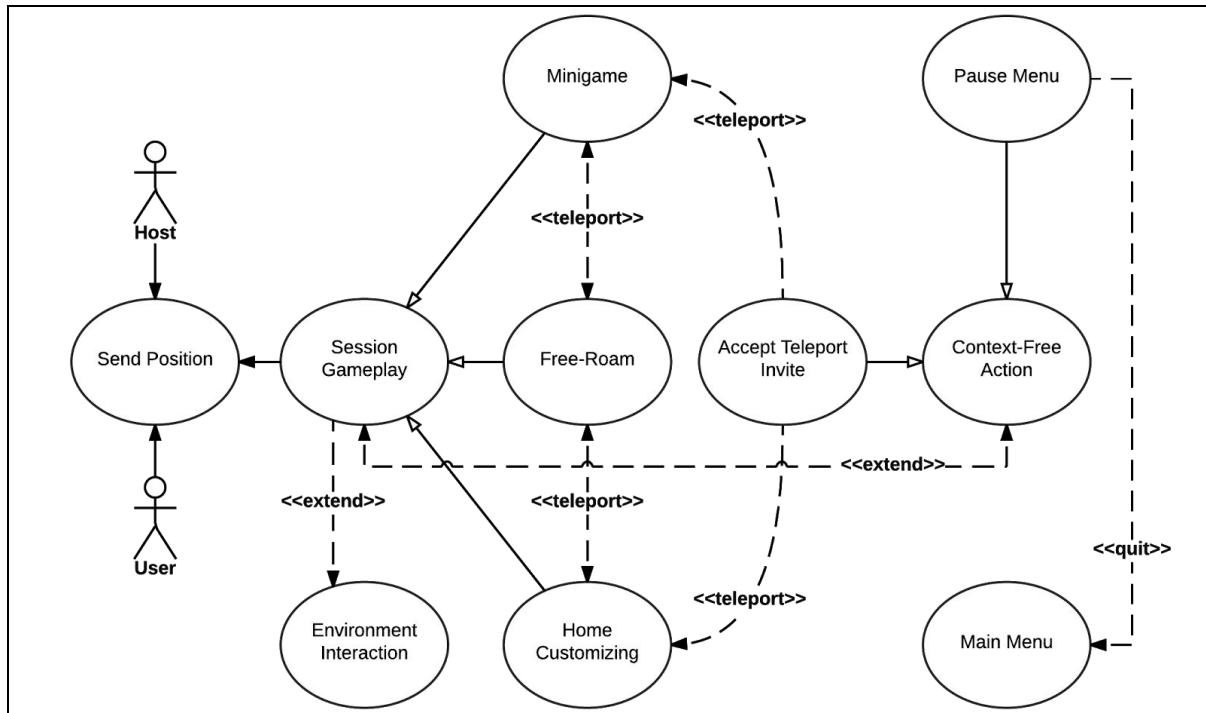 Minigame
Pause Menu
<<teleport>>
Host
<<teleport>>
Send Position
Session
Gameplay
Free-Roam
Accept Teleport
Invite
Context-Free
Action
<<extend>>
<<extend>>
<<teleport>>
User
<<quit>>
<<teleport>>
Environment
Interaction
Home
Customizing
Main Menu